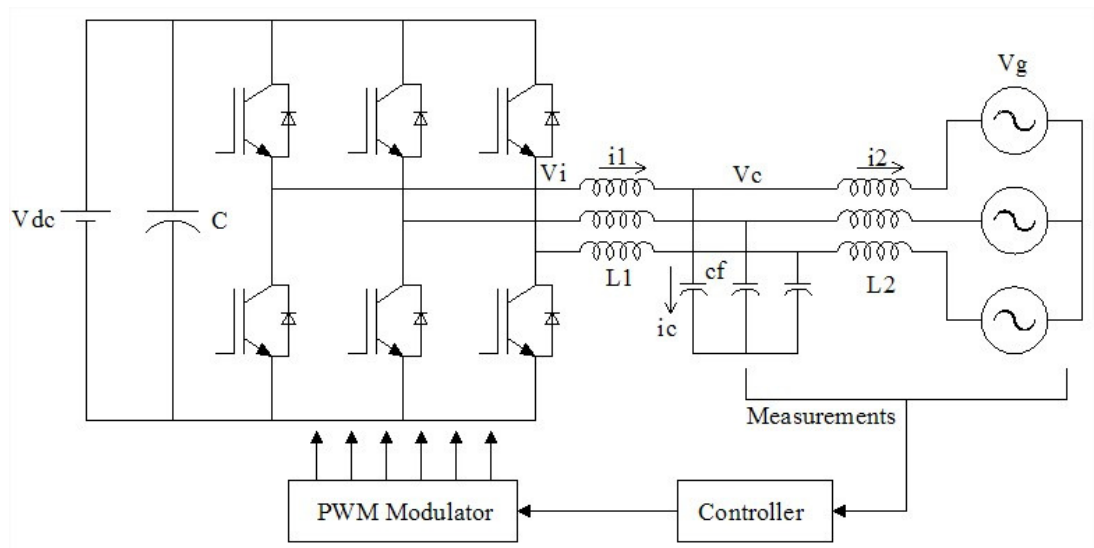 Vg
i1
i2
Vi
Vc
Vdc
C
L1
cf
L2
ic
Measurements
PWM Modulator
Controller